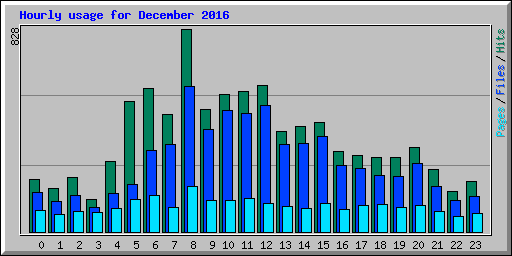 Hourly usage for December 2016
828
Pages/Files/Hits
0 1 2 3 4 5 6 7 8 9 10 11 12 13 14 15 16 17 18 19 20 21 22 23